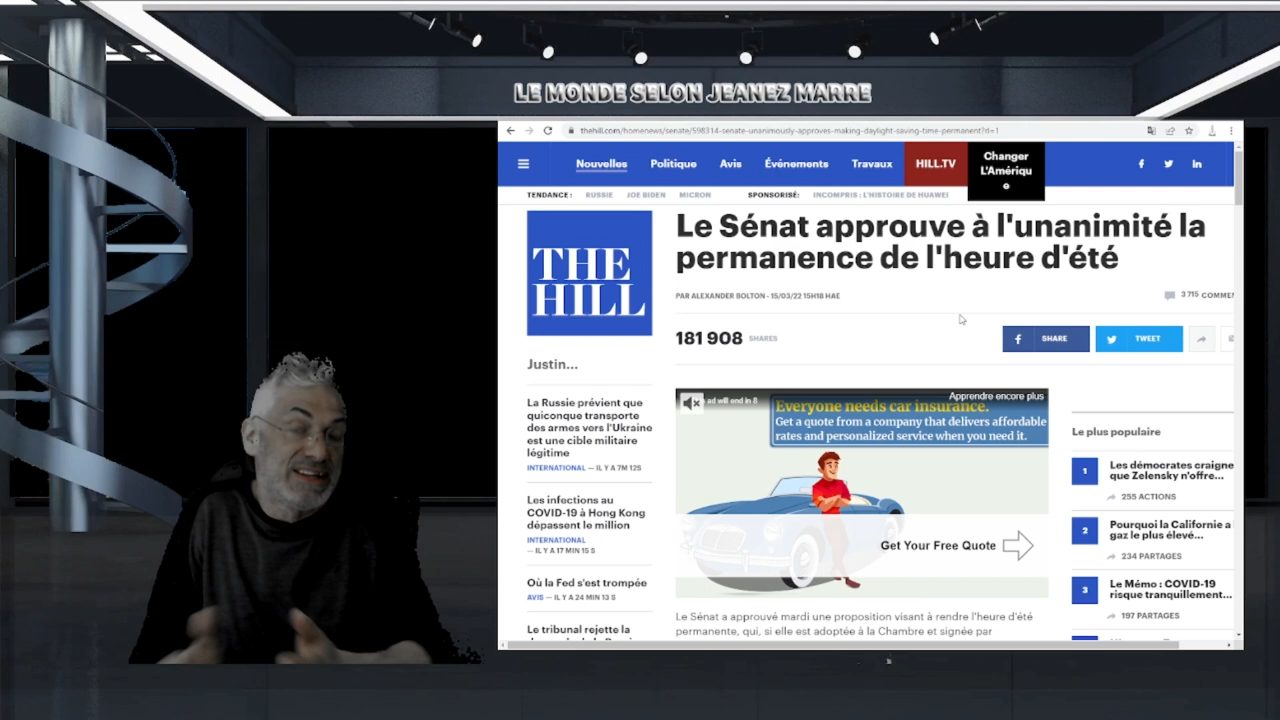 LE MONDE SELON JEANEZ MARRE
thehill.com/homenews/senate/598314-senate-unanimously-approves-making-daylight-saving-time-permanent?rl=1
Nouvelles Politique Avis Événements Travaux HILL.TV
Changer
L'Amériqu
e
TENDANCE : RUSSIE JOE BIDEN MICRON SPONSORISÉ: INCOMPRIS : L'HISTOIRE DE HUAWEI
THE
HILL
Le Sénat approuve à l'unanimité la
permanence de l'heure d'été
PAR ALEXANDER BOLTON - 15/03/22 15H18 HAE
3 715 COMME
181 908 SHARES
SHARE
TWEET
Justin...
La Russie prévient que
quiconque transporte
des armes vers l'Ukraine
est une cible militaire
légitime
INTERNATIONAL — IL Y A 7M 12S
Les infections au
COVID-19 à Hong Kong
dépassent le million
INTERNATIONAL
— IL Y A 17 MIN 15 S
Où la Fed s'est trompée
AVIS — IL Y A 24 MIN 13 S
Le tribunal rejette la
ad will end in 8
Apprendre encore plus
Everyone needs car insurance.
Get a quote from a company that delivers affordable
rates and personalized service when you need it.
Get Your Free Quote
Le Sénat a approuvé mardi une proposition visant à rendre l'heure d'été
permanente, qui, si elle est adoptée à la Chambre et signée par
Le plus populaire
1 Les démocrates craigne
que Zelensky n'offre...
255 ACTIONS
2 Pourquoi la Californie a
gaz le plus élevé...
234 PARTAGES
3 Le Mémo : COVID-19
risque tranquillement...
197 PARTAGES